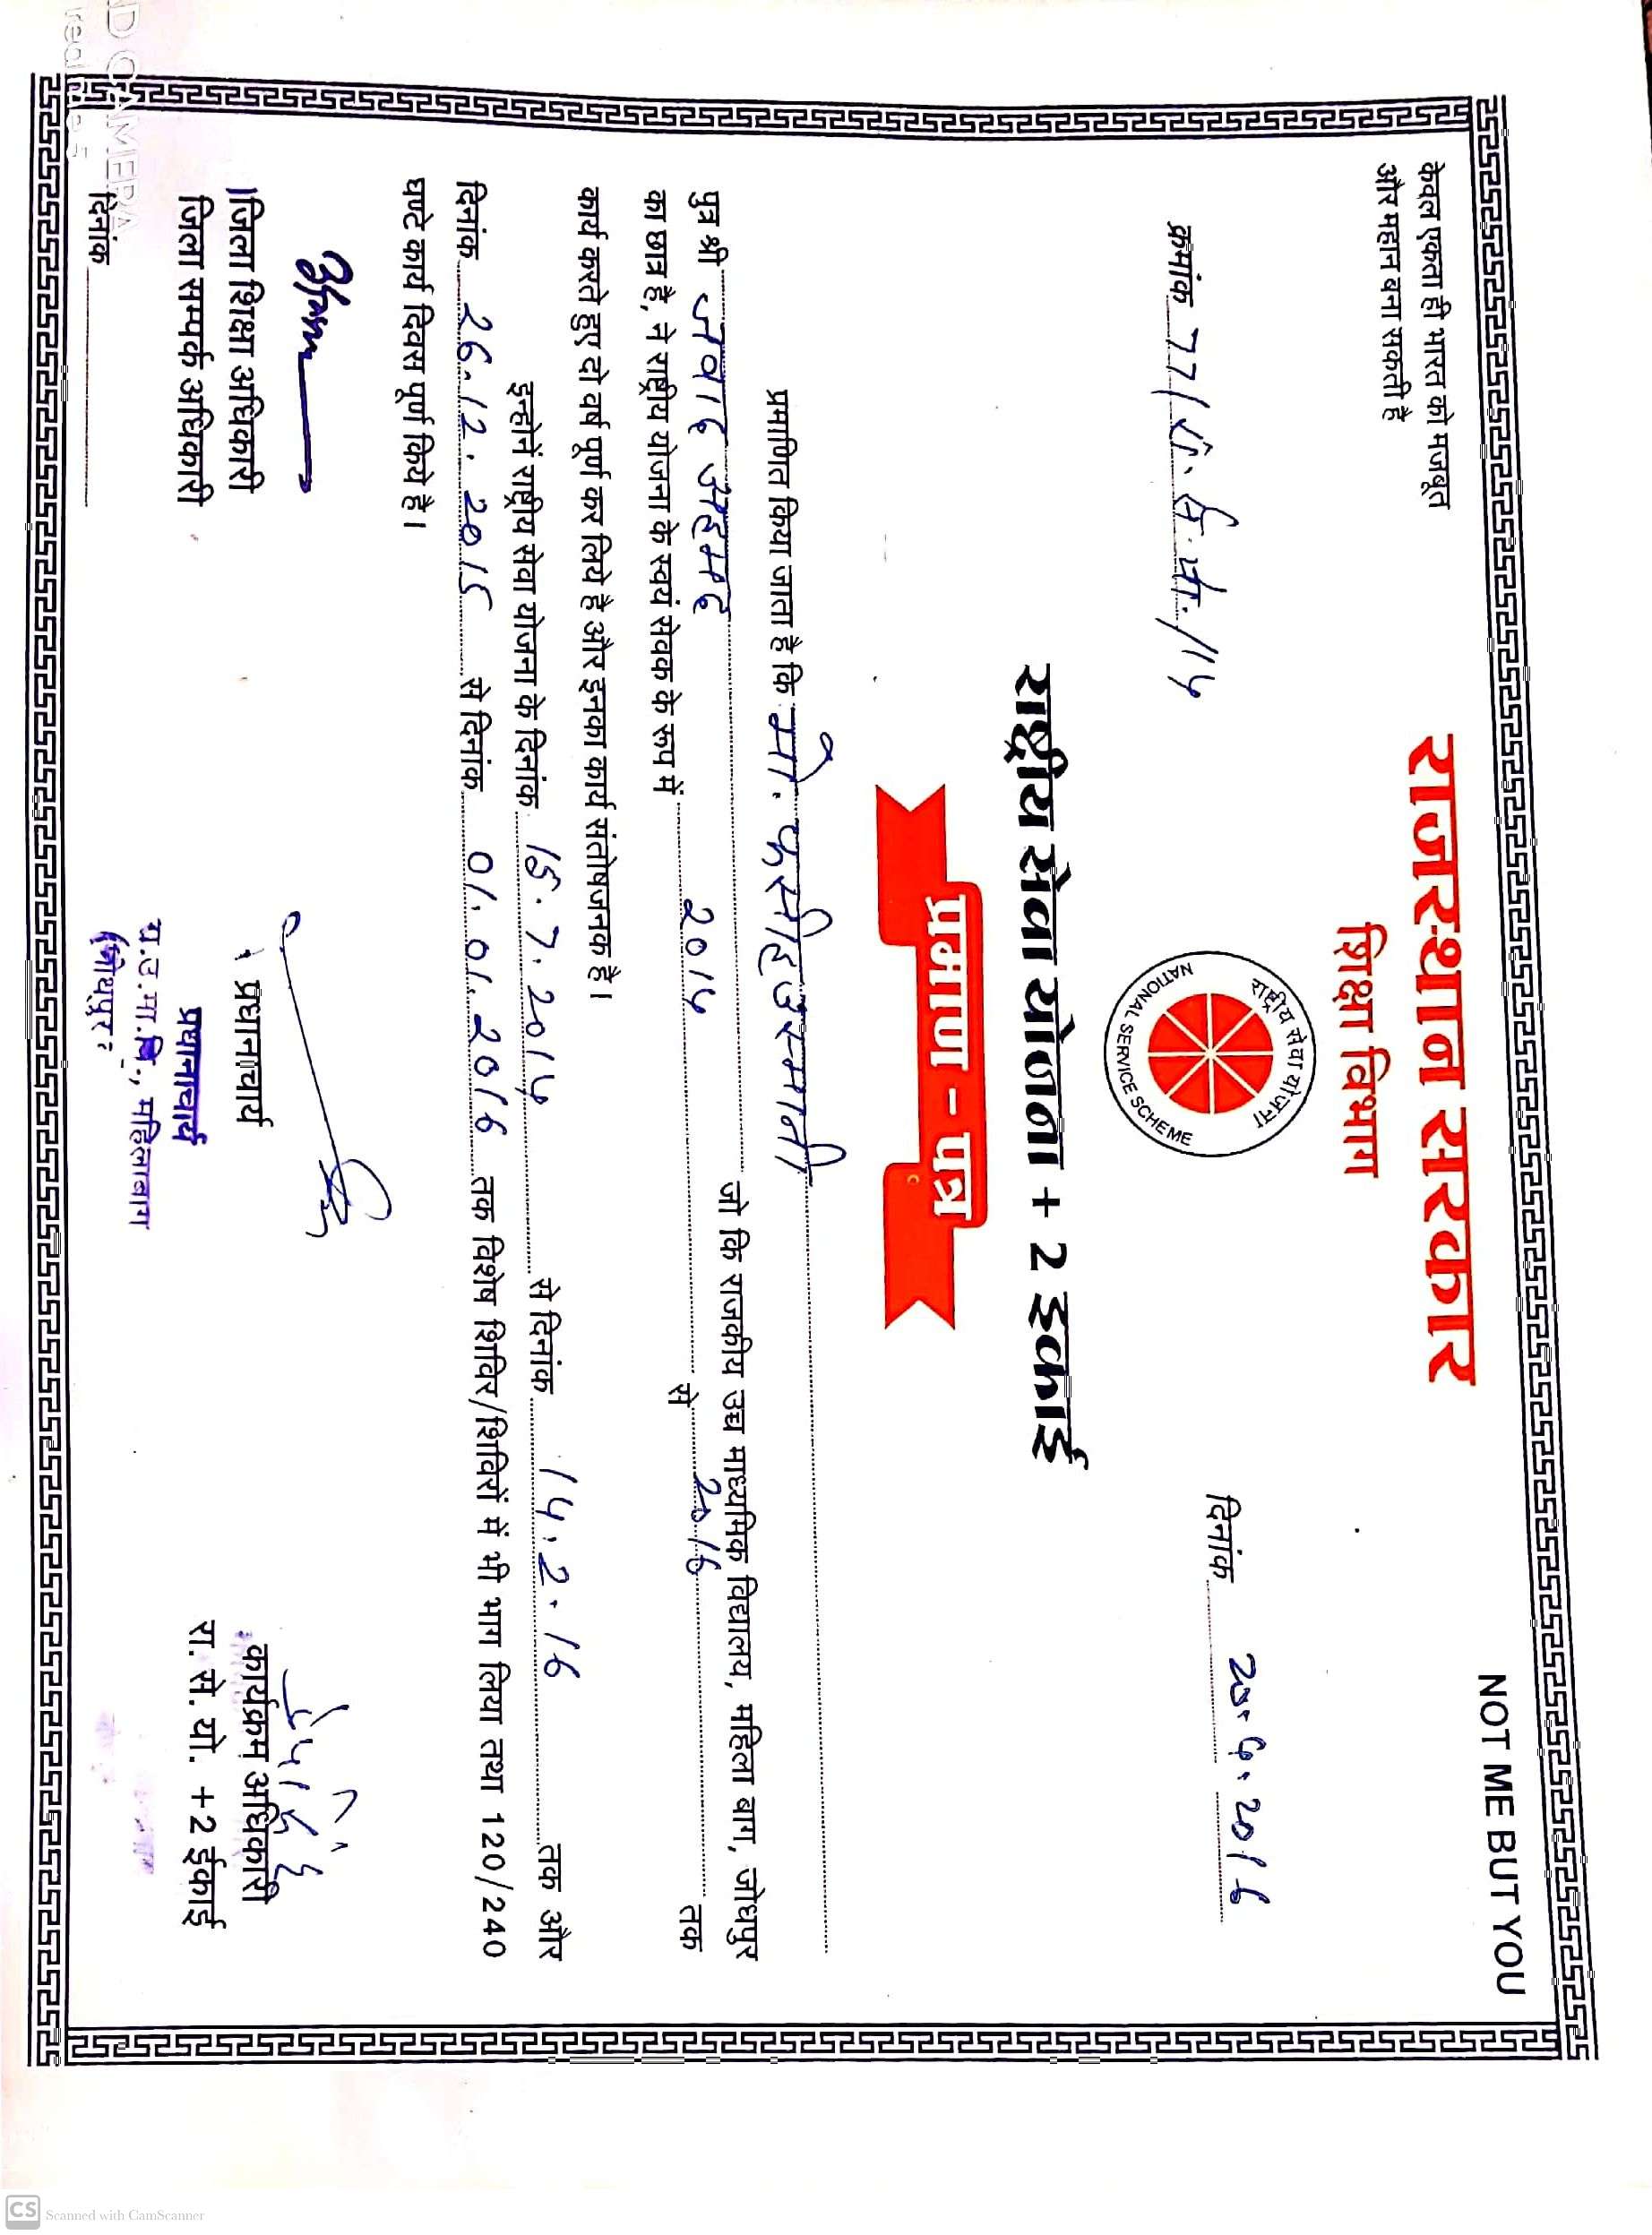 NOT ME BUT YOU
केवल एकता ही भारत को मजबूत
और महान बना सकती है
राजस्थान सरकार
शिक्षा विभाग
राष्ट्रीय सेवा योजना
NATIONAL SERVICE SCHEME
क्रमांक 77/रा.से.यो./14
दिनांक 20.4.2016
राष्ट्रीय सेवा योजना + 2 इकाई
प्रमाण - पत्र
प्रमाणित किया जाता है कि मो. फसीह उस्मानी
पुत्र श्री जवाद अहमद जो कि राजकीय उच्च माध्यमिक विद्यालय, महिला बाग, जोधपुर
का छात्र है, ने राष्ट्रीय योजना के स्वयं सेवक के रूप में 2014 से 2016 तक
कार्य करते हुए दो वर्ष पूर्ण कर लिये है और इनका कार्य संतोषजनक है।
इन्होनें राष्ट्रीय सेवा योजना के दिनांक 15.7.2014 से दिनांक 14.2.16 तक और
दिनांक 26.12.2015 से दिनांक 01.01.2016 तक विशेष शिविर/शिविरों में भी भाग लिया तथा 120/240
घण्टे कार्य दिवस पूर्ण किये है।
जिला शिक्षा अधिकारी
जिला सम्पर्क अधिकारी
दिनांक
प्रधानाचार्य
प्रधानाचार्य
रा.उ.मा.वि., महिलाबाग
जोधपुर
कार्यक्रम अधिकारी
रा. से. यो. +2 ईकाई
D CAMERA
realme 5
CS Scanned with CamScanner